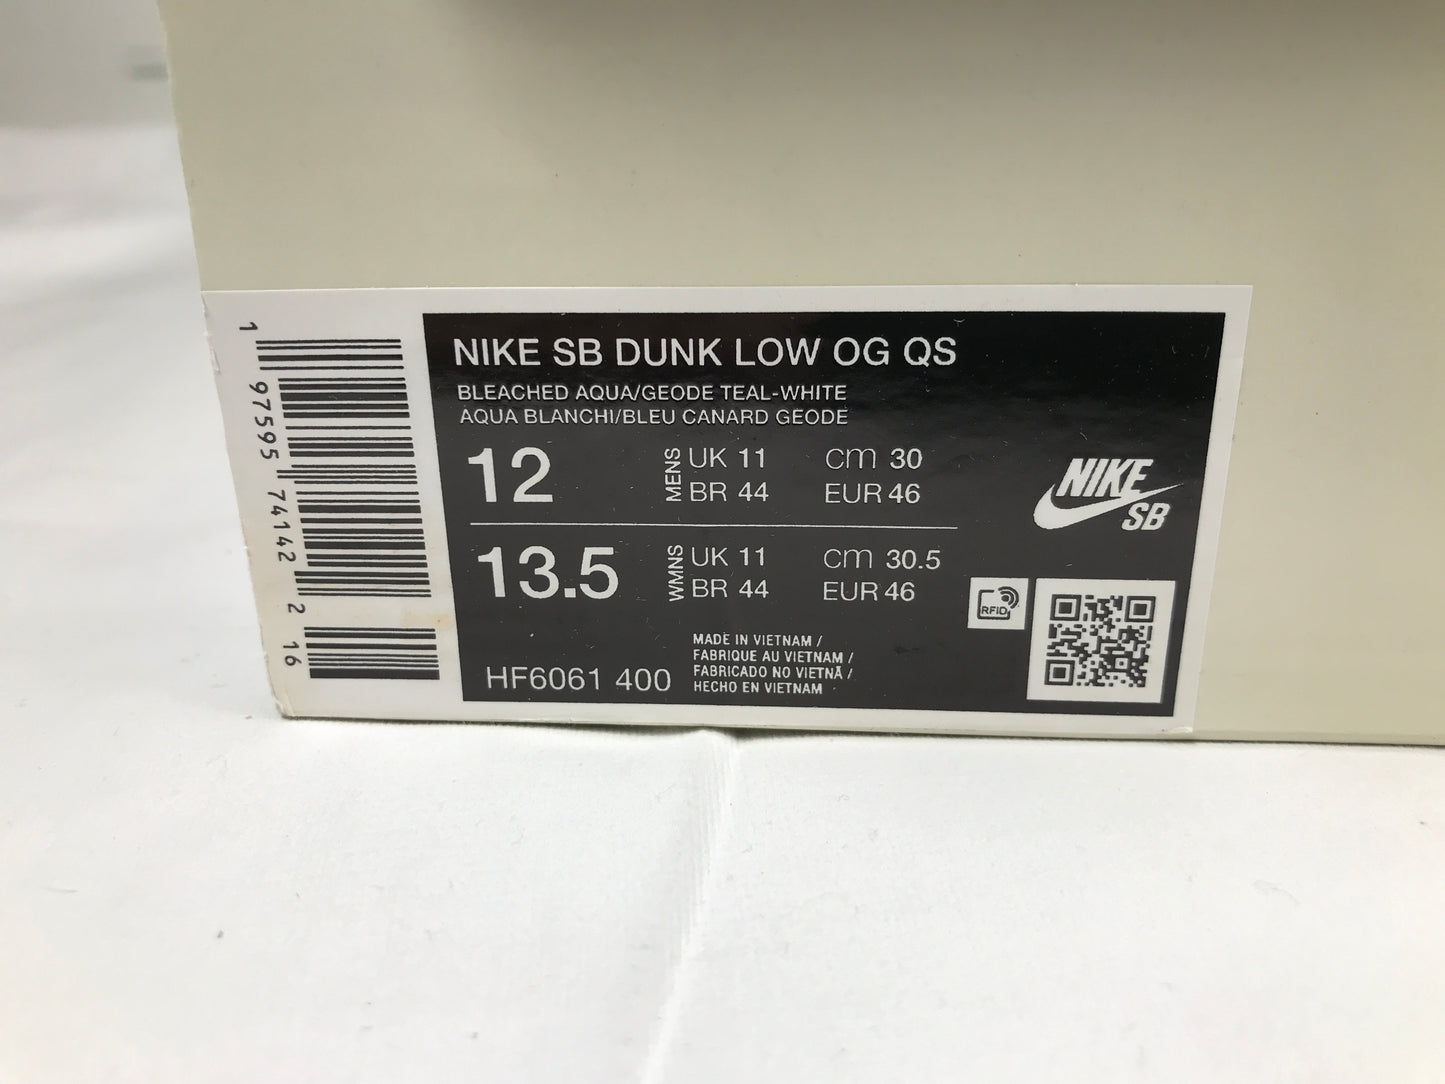 1 97595 74142 2 16
NIKE SB DUNK LOW OG QS
BLEACHED AQUA/GEODE TEAL-WHITE
AQUA BLANCHI/BLEU CANARD GEODE
12 MENS UK 11 cm 30
BR 44 EUR 46
13.5 WMNS UK 11 cm 30.5
BR 44 EUR 46
NIKE
SB
RFID
MADE IN VIETNAM /
FABRIQUE AU VIETNAM /
FABRICADO NO VIETNÃ /
HECHO EN VIETNAM
HF6061 400